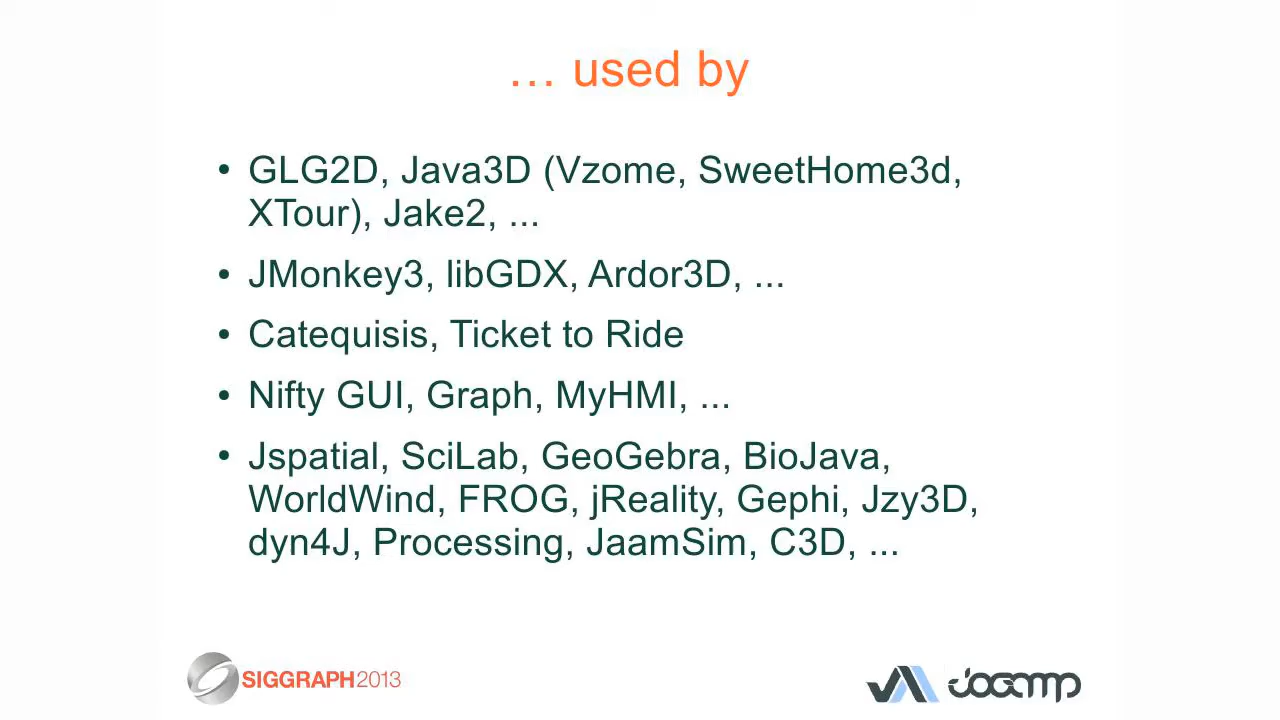 ... used by
• GLG2D, Java3D (Vzome, SweetHome3d,
XTour), Jake2, ...
• JMonkey3, libGDX, Ardor3D, ...
• Catequisis, Ticket to Ride
• Nifty GUI, Graph, MyHMI, ...
• Jspatial, SciLab, GeoGebra, BioJava,
WorldWind, FROG, jReality, Gephi, Jzy3D,
dyn4J, Processing, JaamSim, C3D, ...
SIGGRAPH2013
JOGAMP